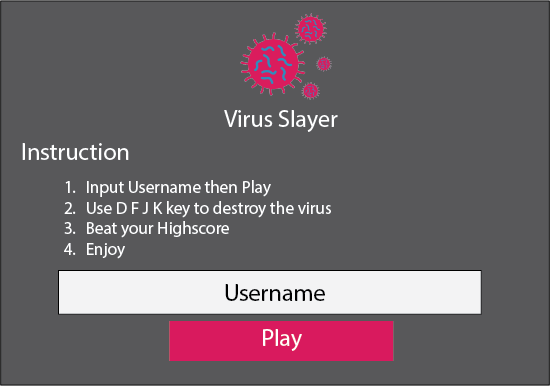 Virus Slayer
Instruction
1. Input Username then Play
2. Use D F J K key to destroy the virus
3. Beat your Highscore
4. Enjoy
Username
Play